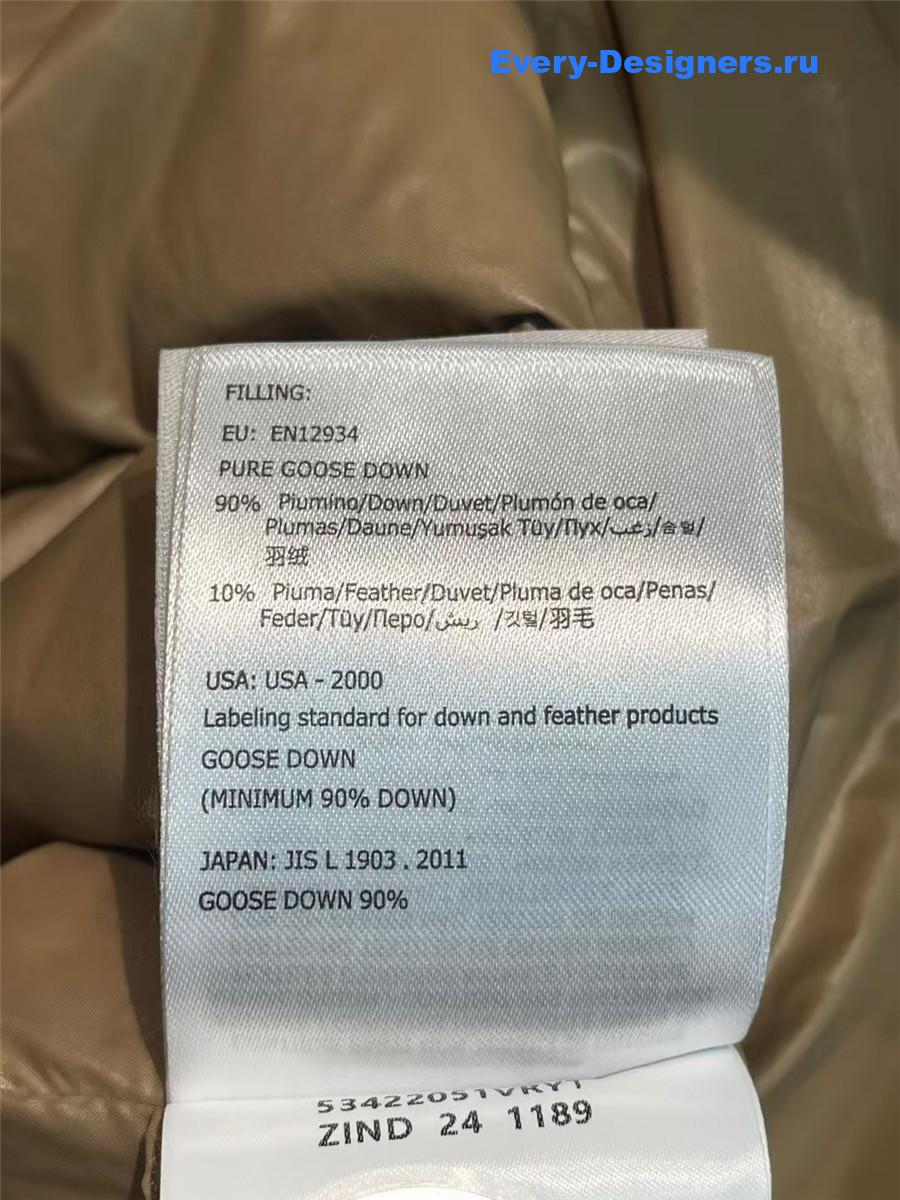 Every-Designers.ru
FILLING:
EU: EN12934
PURE GOOSE DOWN
90% Piumino/Down/Duvet/Plumón de oca/
Plumas/Daune/Yumuşak Tüy/Пух/زغب/솜털/
羽绒
10% Piuma/Feather/Duvet/Pluma de oca/Penas/
Feder/Tüy/Перо/ريش /깃털/羽毛
USA: USA - 2000
Labeling standard for down and feather products
GOOSE DOWN
(MINIMUM 90% DOWN)
JAPAN: JIS L 1903 . 2011
GOOSE DOWN 90%
53422051VRY1
ZIND 24 1189